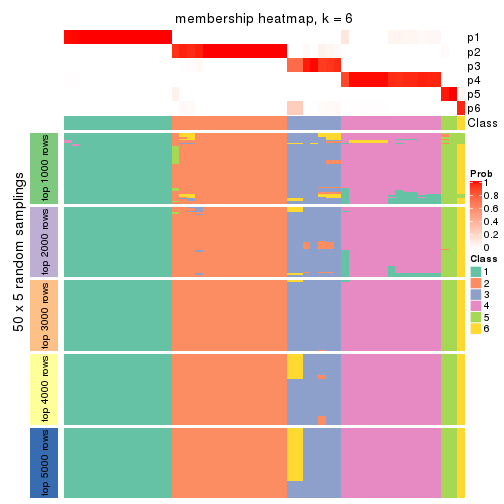 membership heatmap, k = 6
p1
p2
p3
p4
p5
p6
Class
50 x 5 random samplings
top 1000 rows
top 2000 rows
top 3000 rows
top 4000 rows
top 5000 rows
Prob
1
0.8
0.6
0.4
0.2
0
Class
1
2
3
4
5
6